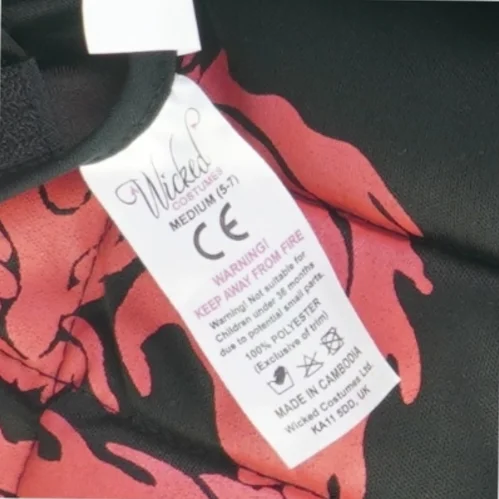 Wicked
COSTUMES
MEDIUM (5-7)
CE
WARNING!
KEEP AWAY FROM FIRE
Warning! Not suitable for
Children under 36 months
due to potential small parts.
100% POLYESTER
(Exclusive of trim)
MADE IN CAMBODIA
Wicked Costumes Ltd.
KA11 5DD, UK